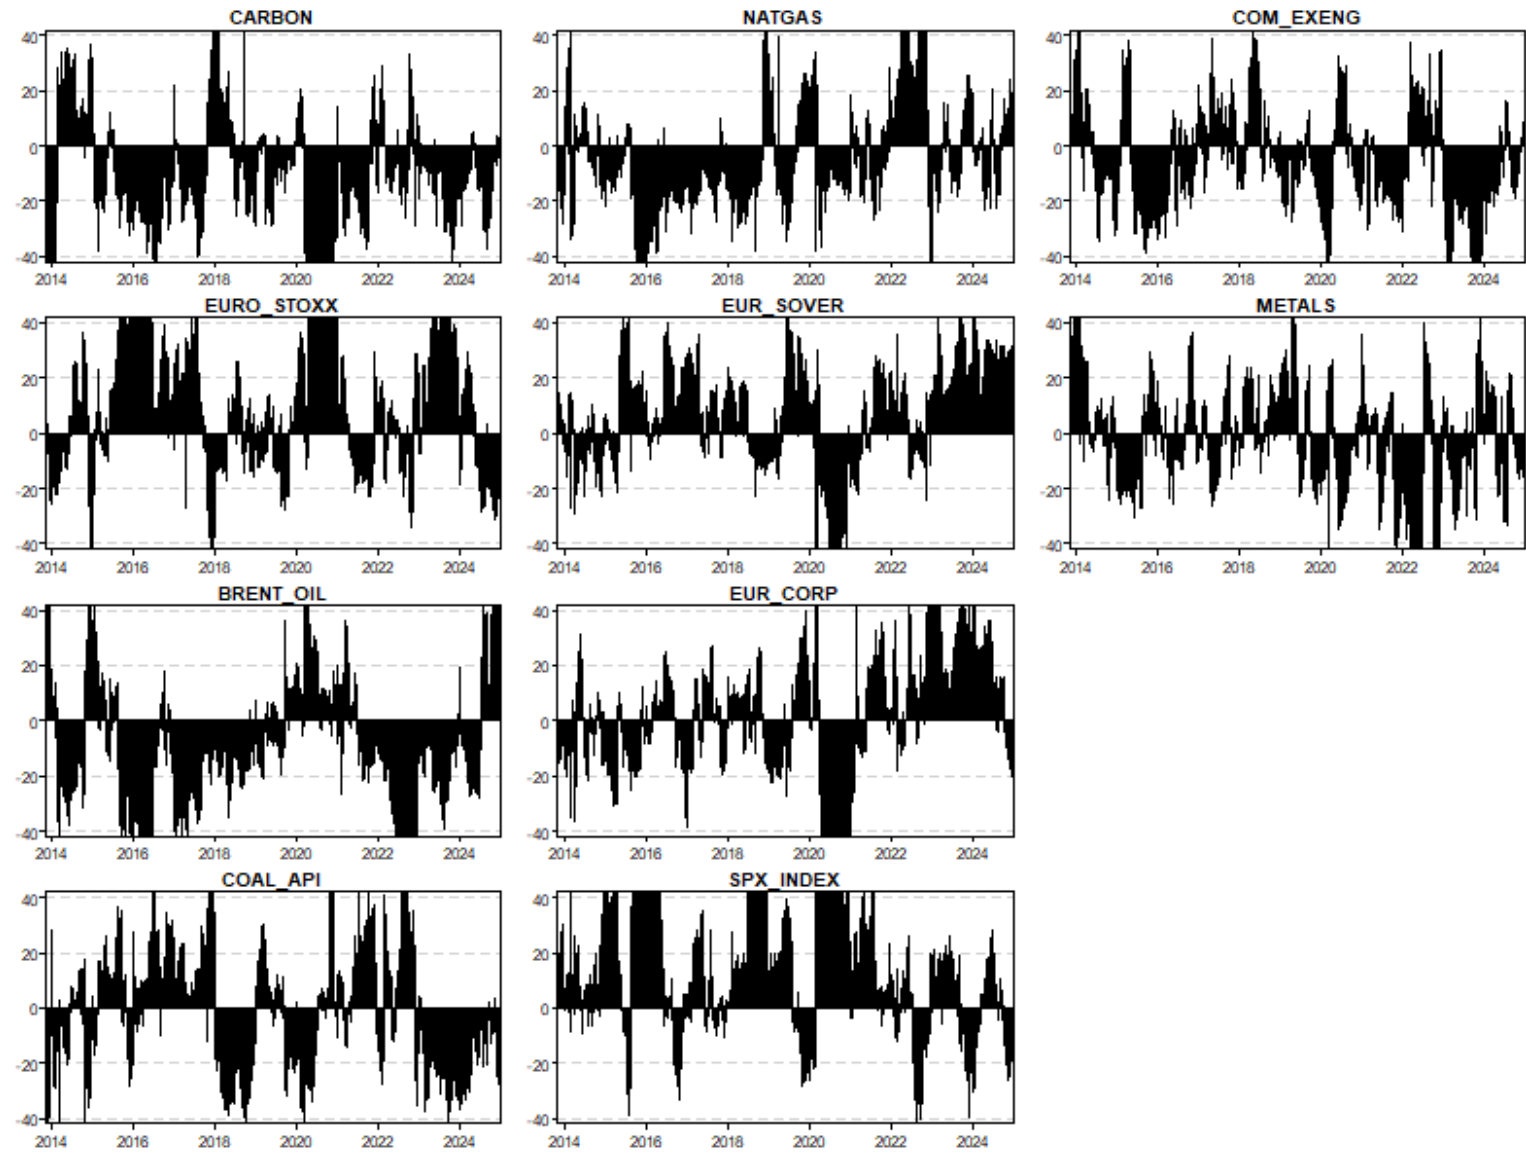 CARBON NATGAS COM_EXENG
40 40 40
20 20 20
0 0 0
-20 -20 -20
-40 -40 -40
2014 2016 2018 2020 2022 2024 2014 2016 2018 2020 2022 2024 2014 2016 2018 2020 2022 2024
EURO_STOXX EUR_SOVER METALS
40 40 40
20 20 20
0 0 0
-20 -20 -20
-40 -40 -40
2014 2016 2018 2020 2022 2024 2014 2016 2018 2020 2022 2024 2014 2016 2018 2020 2022 2024
BRENT_OIL EUR_CORP
40 40
20 20
0 0
-20 -20
-40 -40
2014 2016 2018 2020 2022 2024 2014 2016 2018 2020 2022 2024
COAL_API SPX_INDEX
40 40
20 20
0 0
-20 -20
-40 -40
2014 2016 2018 2020 2022 2024 2014 2016 2018 2020 2022 2024